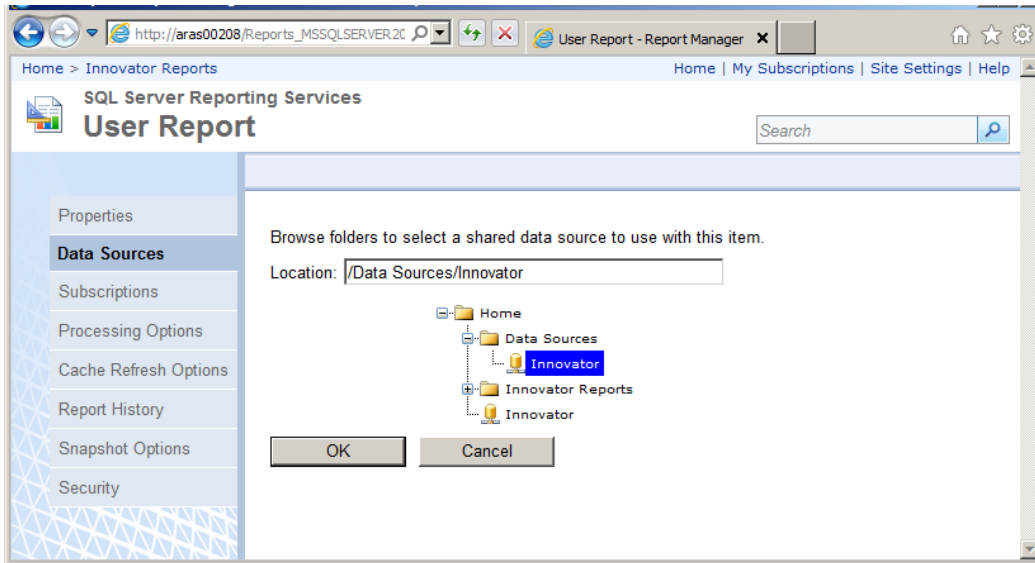 http://aras00208/Reports_MSSQLSERVER20
User Report - Report Manager
Home > Innovator Reports
Home | My Subscriptions | Site Settings | Help
SQL Server Reporting Services
User Report
Search
Properties
Data Sources
Subscriptions
Processing Options
Cache Refresh Options
Report History
Snapshot Options
Security
Browse folders to select a shared data source to use with this item.
Location: /Data Sources/Innovator
Home
Data Sources
Innovator
Innovator Reports
Innovator
OK Cancel